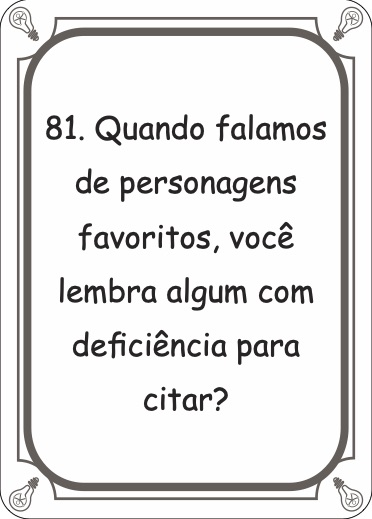 81. Quando falamos
de personagens
favoritos, você
lembra algum com
deficiência para
citar?